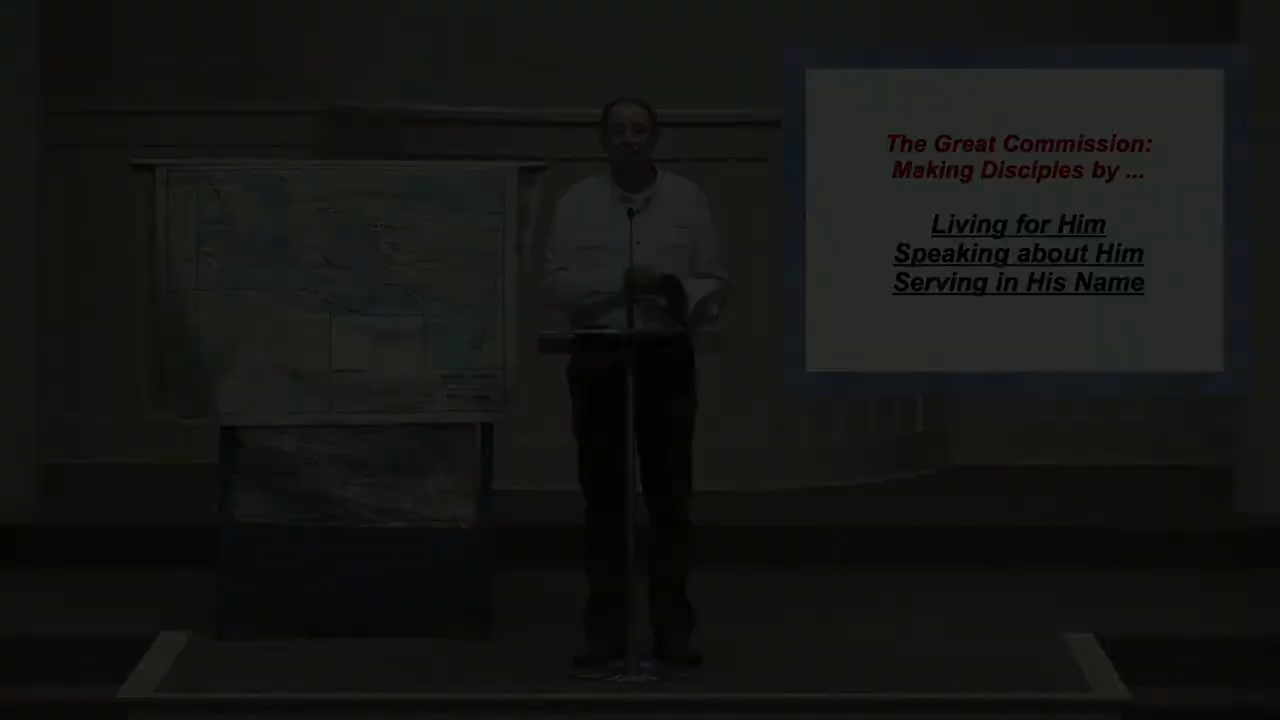 The Great Commission:
Making Disciples by ...
Living for Him
Speaking about Him
Serving in His Name